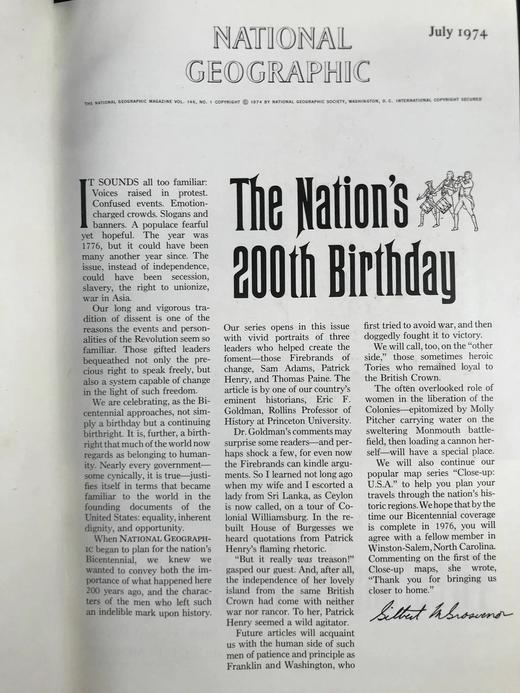 NATIONAL
GEOGRAPHIC
July 1974
THE NATIONAL GEOGRAPHIC MAGAZINE VOL. 146, NO. 1 COPYRIGHT © 1974 BY NATIONAL GEOGRAPHIC SOCIETY, WASHINGTON, D. C. INTERNATIONAL COPYRIGHT SECURED
The Nation's
200th Birthday
IT SOUNDS all too familiar:
Voices raised in protest.
Confused events. Emotion-
charged crowds. Slogans and
banners. A populace fearful
yet hopeful. The year was
1776, but it could have been
many another year since. The
issue, instead of independence,
could have been secession,
slavery, the right to unionize,
war in Asia.
Our long and vigorous tra-
dition of dissent is one of the
reasons the events and person-
alities of the Revolution seem so
familiar. Those gifted leaders
bequeathed not only the pre-
cious right to speak freely, but
also a system capable of change
in the light of such freedom.
We are celebrating, as the Bi-
centennial approaches, not sim-
ply a birthday but a continuing
birthright. It is, further, a birth-
right that much of the world now
regards as belonging to human-
ity. Nearly every government—
some cynically, it is true—justi-
fies itself in terms that became
familiar to the world in the
founding documents of the
United States: equality, inherent
dignity, and opportunity.
When NATIONAL GEOGRAPH-
IC began to plan for the nation's
Bicentennial, we knew we
wanted to convey both the im-
portance of what happened here
200 years ago, and the charac-
ters of the men who left such
an indelible mark upon history.
Our series opens in this issue
with vivid portraits of three
leaders who helped create the
foment—those Firebrands of
change, Sam Adams, Patrick
Henry, and Thomas Paine. The
article is by one of our country's
eminent historians, Eric F.
Goldman, Rollins Professor of
History at Princeton University.
Dr. Goldman's comments may
surprise some readers—and per-
haps shock a few, for even now
the Firebrands can kindle argu-
ments. So I learned not long ago
when my wife and I escorted a
lady from Sri Lanka, as Ceylon
is now called, on a tour of Co-
lonial Williamsburg. In the re-
built House of Burgesses we
heard quotations from Patrick
Henry's flaming rhetoric.
"But it really was treason!"
gasped our guest. And, after all,
the independence of her lovely
island from the same British
Crown had come with neither
war nor rancor. To her, Patrick
Henry seemed a wild agitator.
Future articles will acquaint
us with the human side of such
men of patience and principle as
Franklin and Washington, who
first tried to avoid war, and then
doggedly fought it to victory.
We will call, too, on the "other
side," those sometimes heroic
Tories who remained loyal to
the British Crown.
The often overlooked role of
women in the liberation of the
Colonies—epitomized by Molly
Pitcher carrying water on the
sweltering Monmouth battle-
field, then loading a cannon her-
self—will have a special place.
We will also continue our
popular map series "Close-up:
U.S.A." to help you plan your
travels through the nation's his-
toric regions. We hope that by the
time our Bicentennial coverage
is complete in 1976, you will
agree with a fellow member in
Winston-Salem, North Carolina.
Commenting on the first of the
Close-up maps, she wrote,
"Thank you for bringing us
closer to home."
Gilbert M Grosvenor